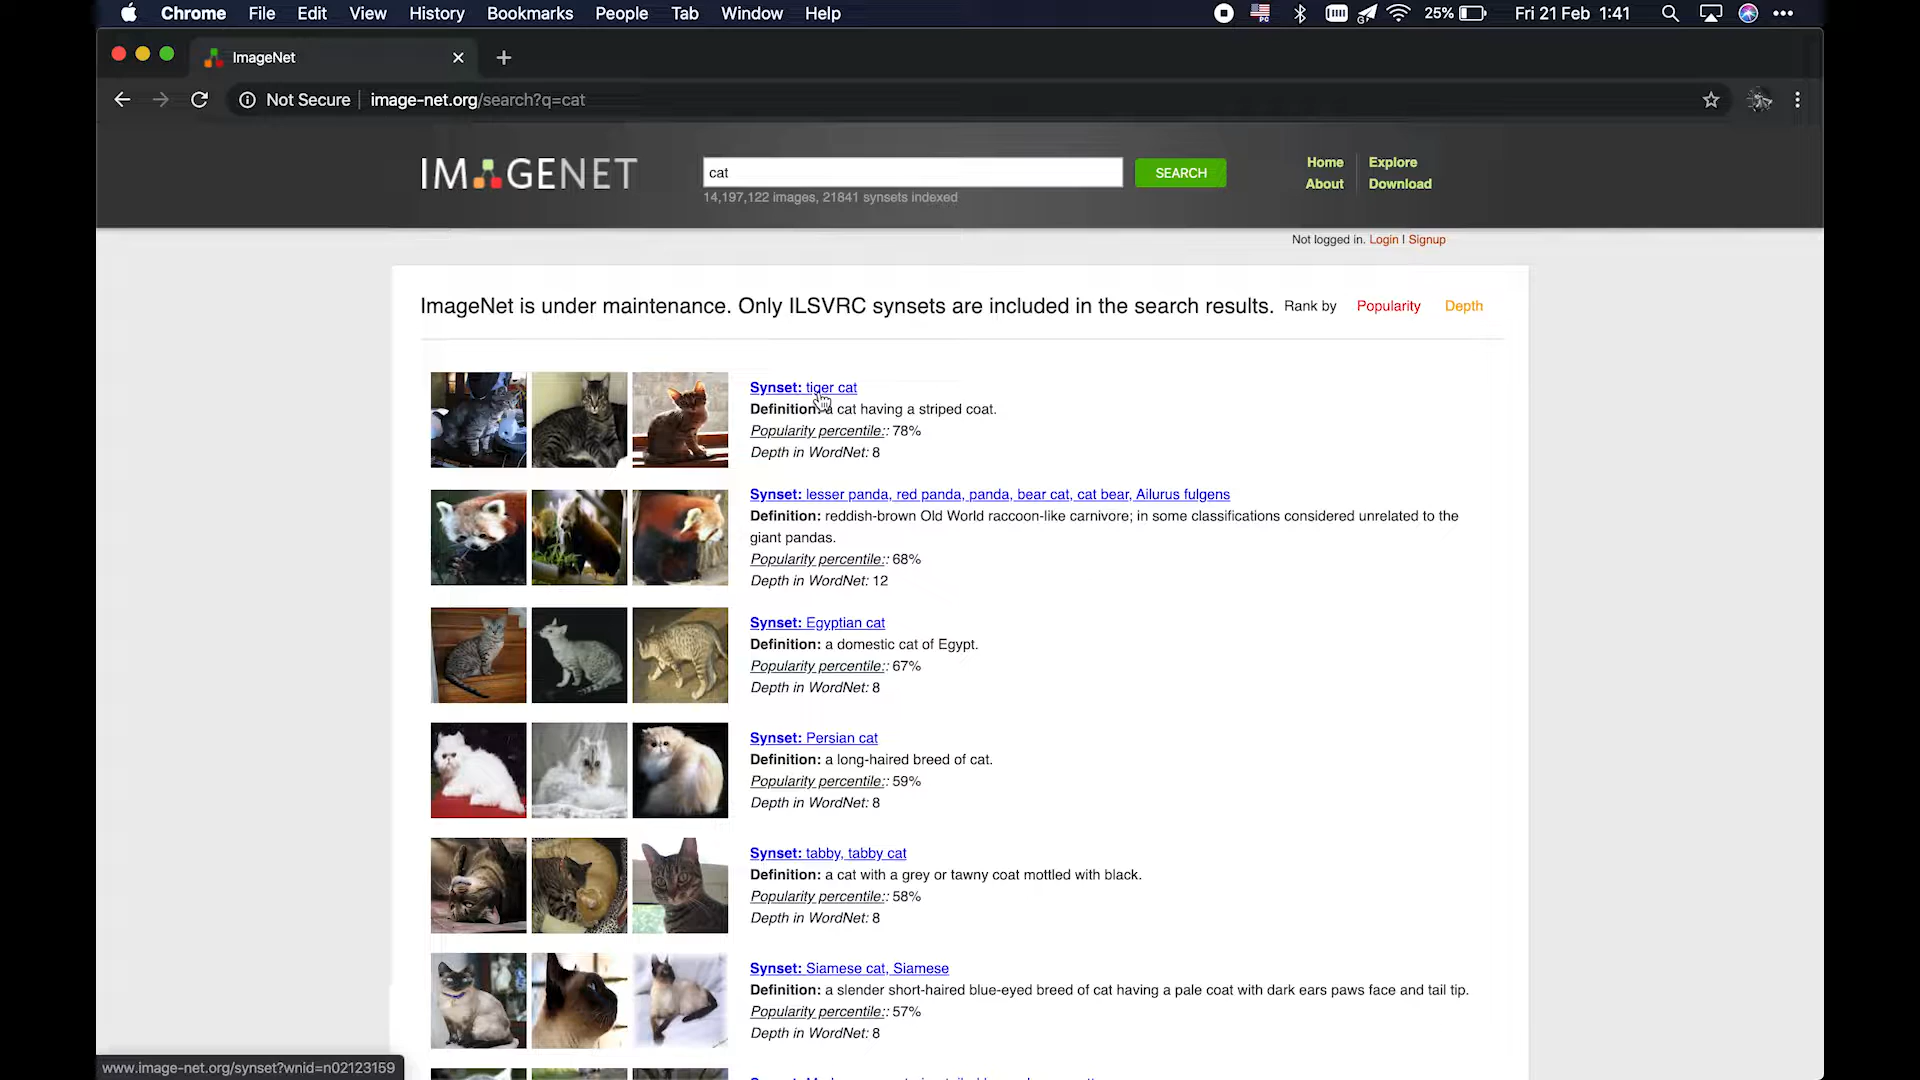 Chrome File Edit View History Bookmarks People Tab Window Help 25% Fri 21 Feb 1:41
ImageNet
Not Secure image-net.org/search?q=cat
IMAGENET
cat
SEARCH
14,197,122 images, 21841 synsets indexed
Home Explore
About Download
Not logged in. Login I Signup
ImageNet is under maintenance. Only ILSVRC synsets are included in the search results. Rank by Popularity Depth
Synset: tiger cat
Definition: a cat having a striped coat.
Popularity percentile:: 78%
Depth in WordNet: 8
Synset: lesser panda, red panda, panda, bear cat, cat bear, Ailurus fulgens
Definition: reddish-brown Old World raccoon-like carnivore; in some classifications considered unrelated to the
giant pandas.
Popularity percentile:: 68%
Depth in WordNet: 12
Synset: Egyptian cat
Definition: a domestic cat of Egypt.
Popularity percentile:: 67%
Depth in WordNet: 8
Synset: Persian cat
Definition: a long-haired breed of cat.
Popularity percentile:: 59%
Depth in WordNet: 8
Synset: tabby, tabby cat
Definition: a cat with a grey or tawny coat mottled with black.
Popularity percentile:: 58%
Depth in WordNet: 8
Synset: Siamese cat, Siamese
Definition: a slender short-haired blue-eyed breed of cat having a pale coat with dark ears paws face and tail tip.
Popularity percentile:: 57%
Depth in WordNet: 8
www.image-net.org/synset?wnid=n02123159